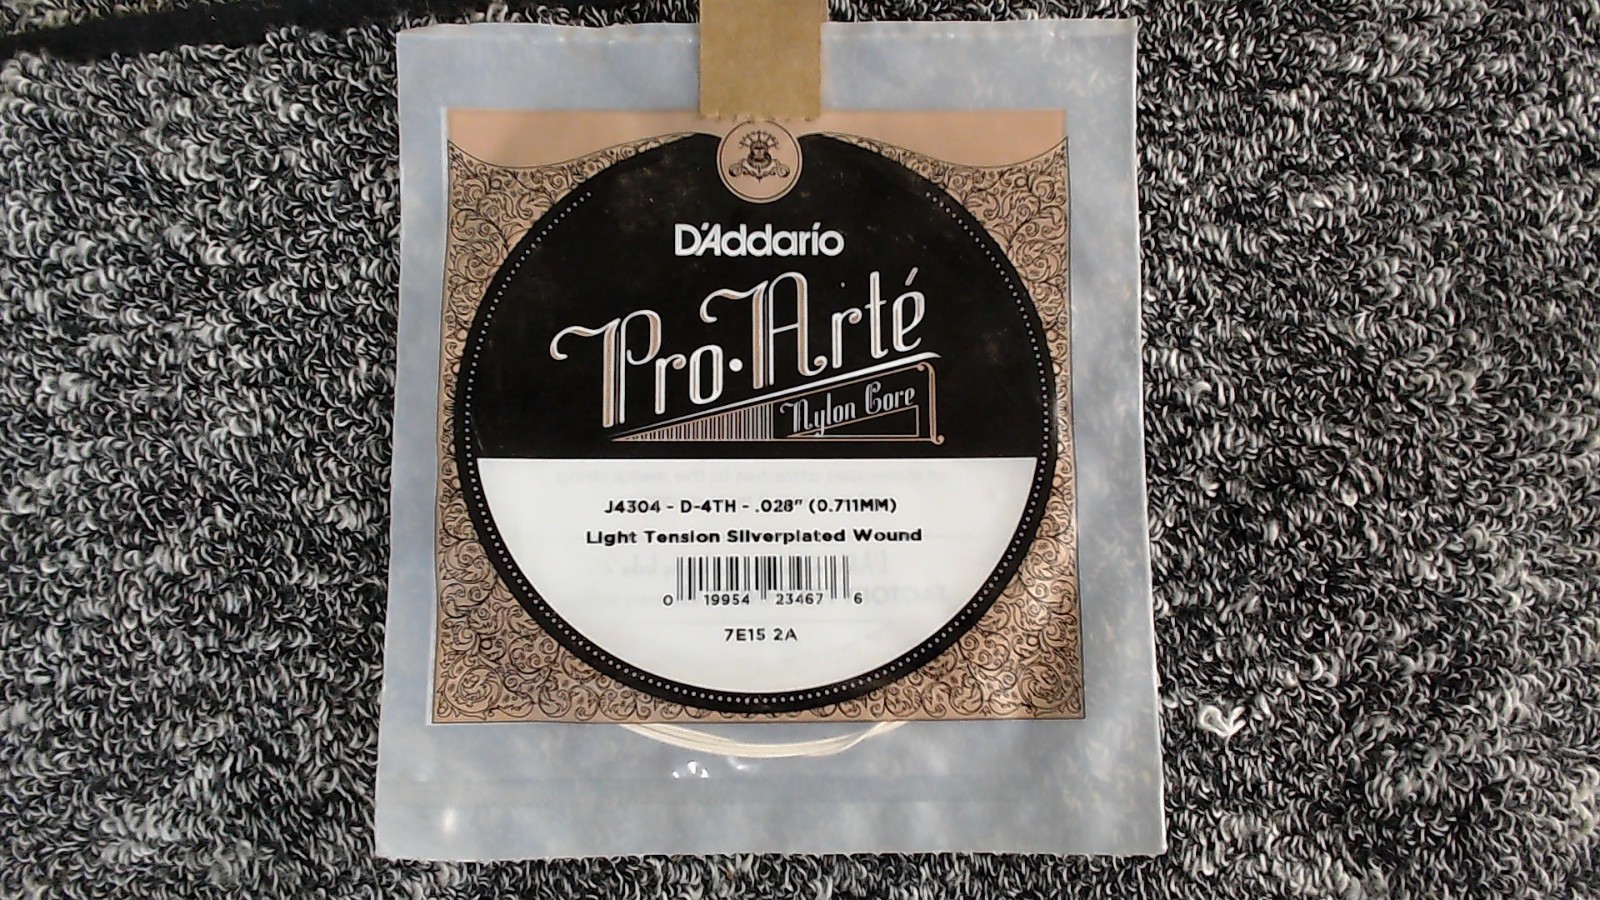 D'Addario
Pro·Arté
Nylon Core
J4304 - D-4TH - .028" (0.711MM)
Light Tension Silverplated Wound
0 19954 23467 6
7E15 2A